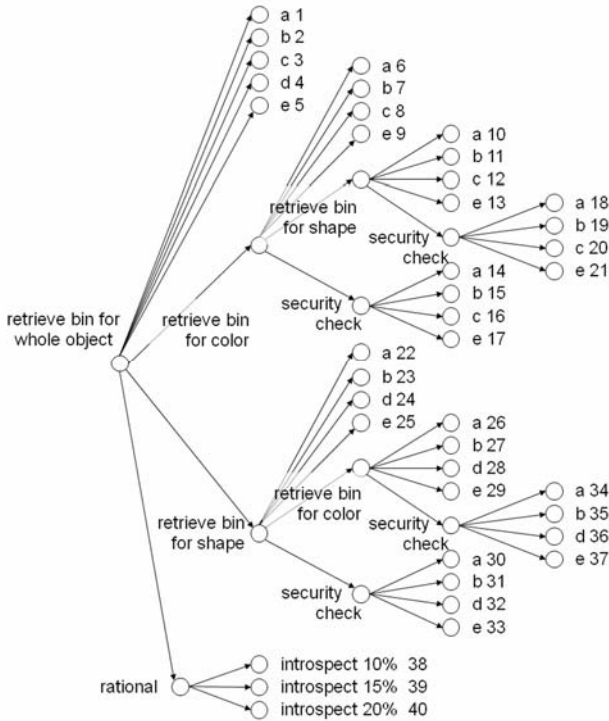 a 1
b 2
c 3
d 4
e 5
a 6
b 7
c 8
e 9
a 10
b 11
c 12
e 13
retrieve bin
for shape
a 18
b 19
c 20
e 21
security
check
a 14
b 15
c 16
e 17
security
check
retrieve bin for
whole object
retrieve bin
for color
a 22
b 23
d 24
e 25
a 26
b 27
d 28
e 29
retrieve bin
for color
a 34
b 35
d 36
e 37
security
check
retrieve bin
for shape
a 30
b 31
d 32
e 33
security
check
rational
introspect 10% 38
introspect 15% 39
introspect 20% 40